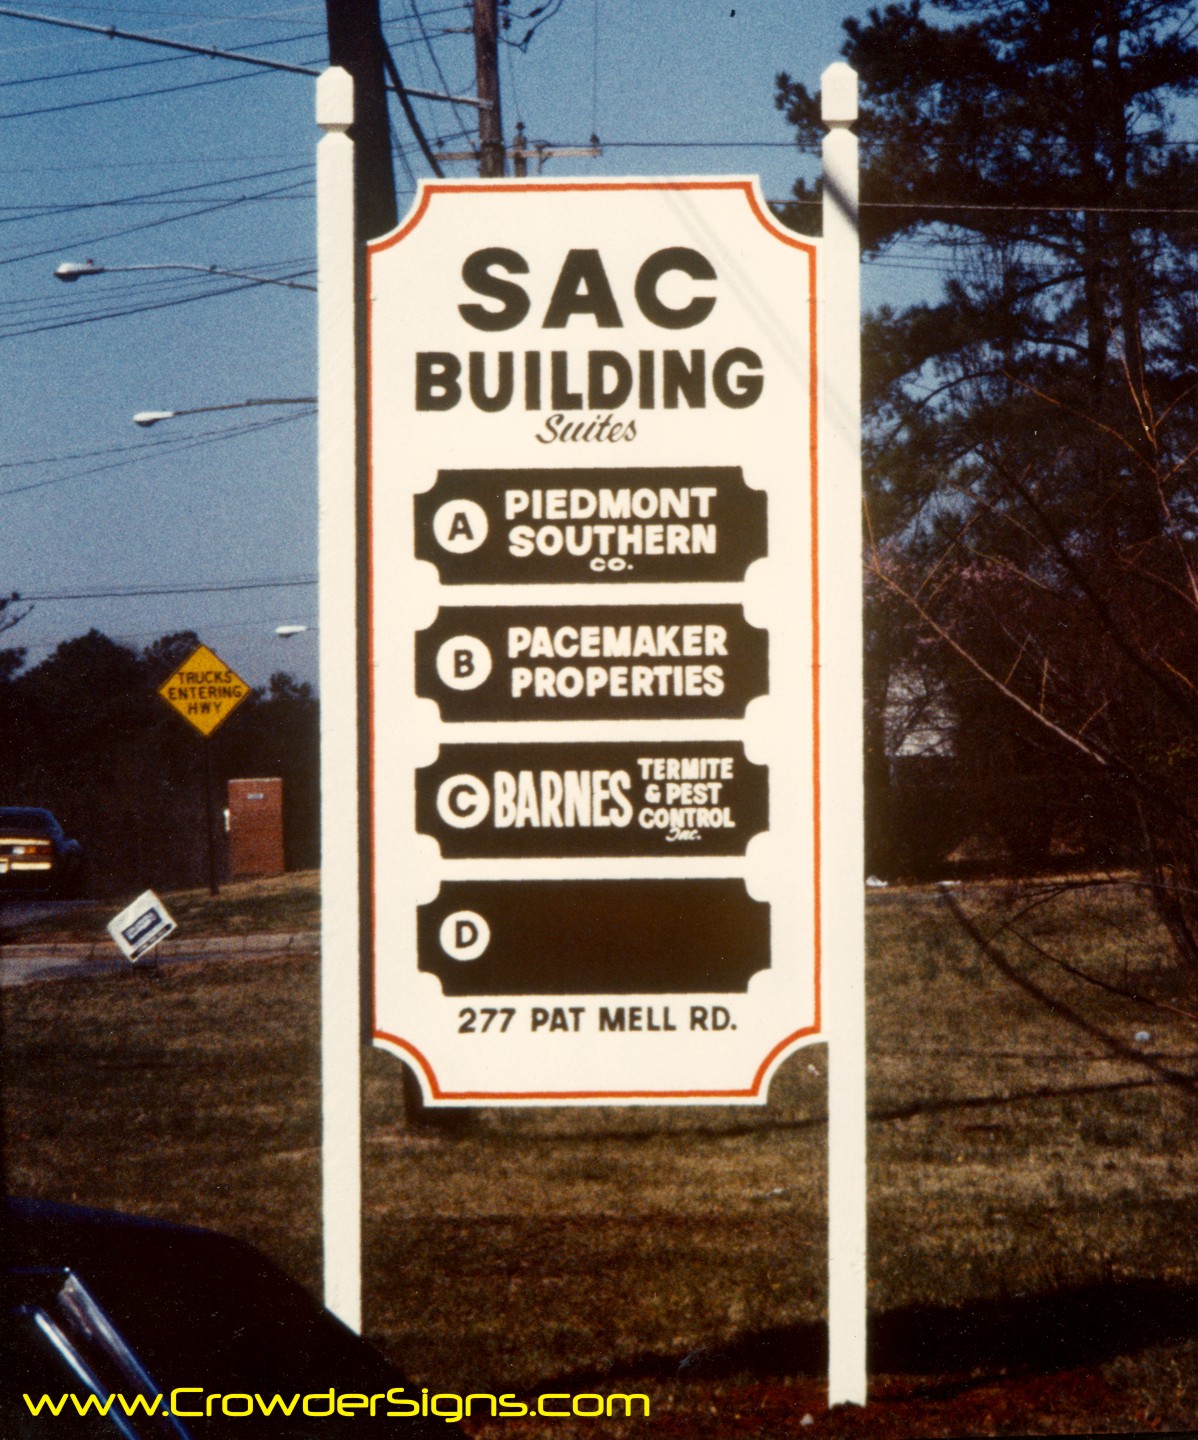 SAC
BUILDING
Suites
A
PIEDMONT
SOUTHERN
CO.
B
PACEMAKER
PROPERTIES
C
BARNES
TERMITE
& PEST
CONTROL
Inc.
D
277 PAT MELL RD.
TRUCKS
ENTERING
HWY
www.CrowderSigns.com